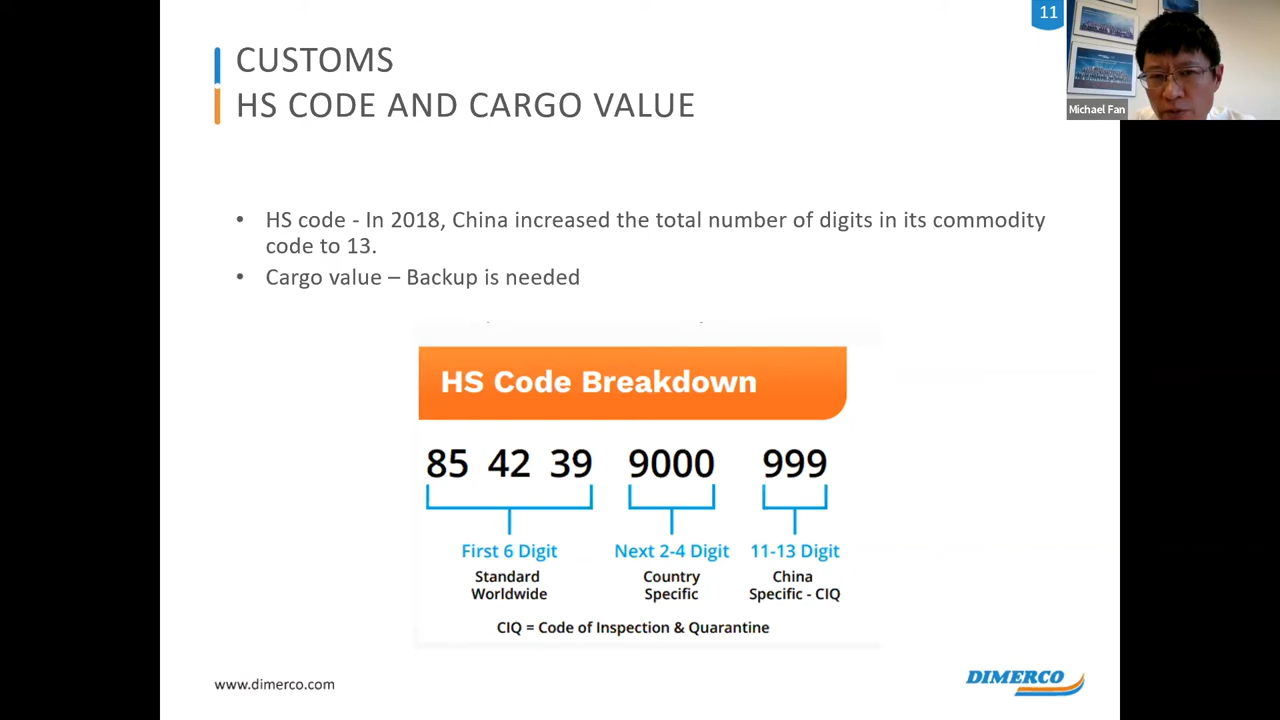 11
Michael Fan
CUSTOMS
HS CODE AND CARGO VALUE
• HS code - In 2018, China increased the total number of digits in its commodity
code to 13.
• Cargo value – Backup is needed
HS Code Breakdown
85 42 39 9000 999
First 6 Digit Next 2-4 Digit 11-13 Digit
Standard Country China
Worldwide Specific Specific - CIQ
CIQ = Code of Inspection & Quarantine
www.dimerco.com
DIMERCO